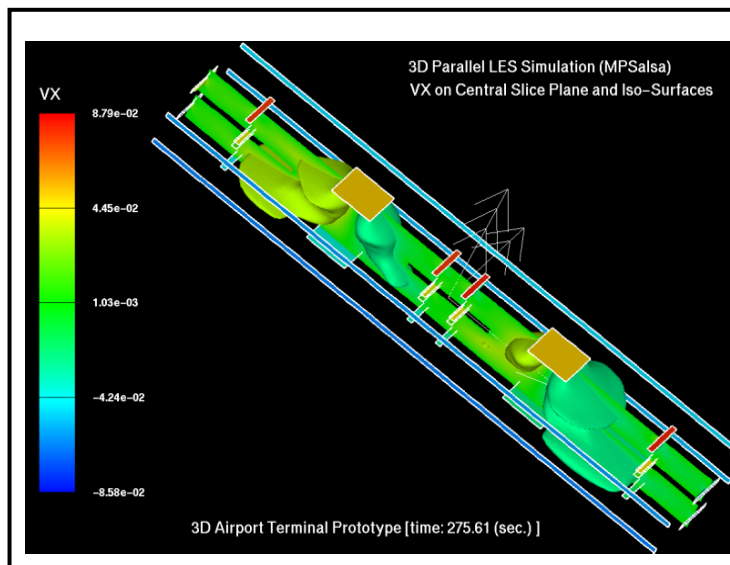 3D Parallel LES Simulation (MPSalsa)
VX on Central Slice Plane and Iso-Surfaces
VX
8.79e-02
4.45e-02
1.03e-03
-4.24e-02
-8.58e-02
3D Airport Terminal Prototype [time: 275.61 (sec.) ]